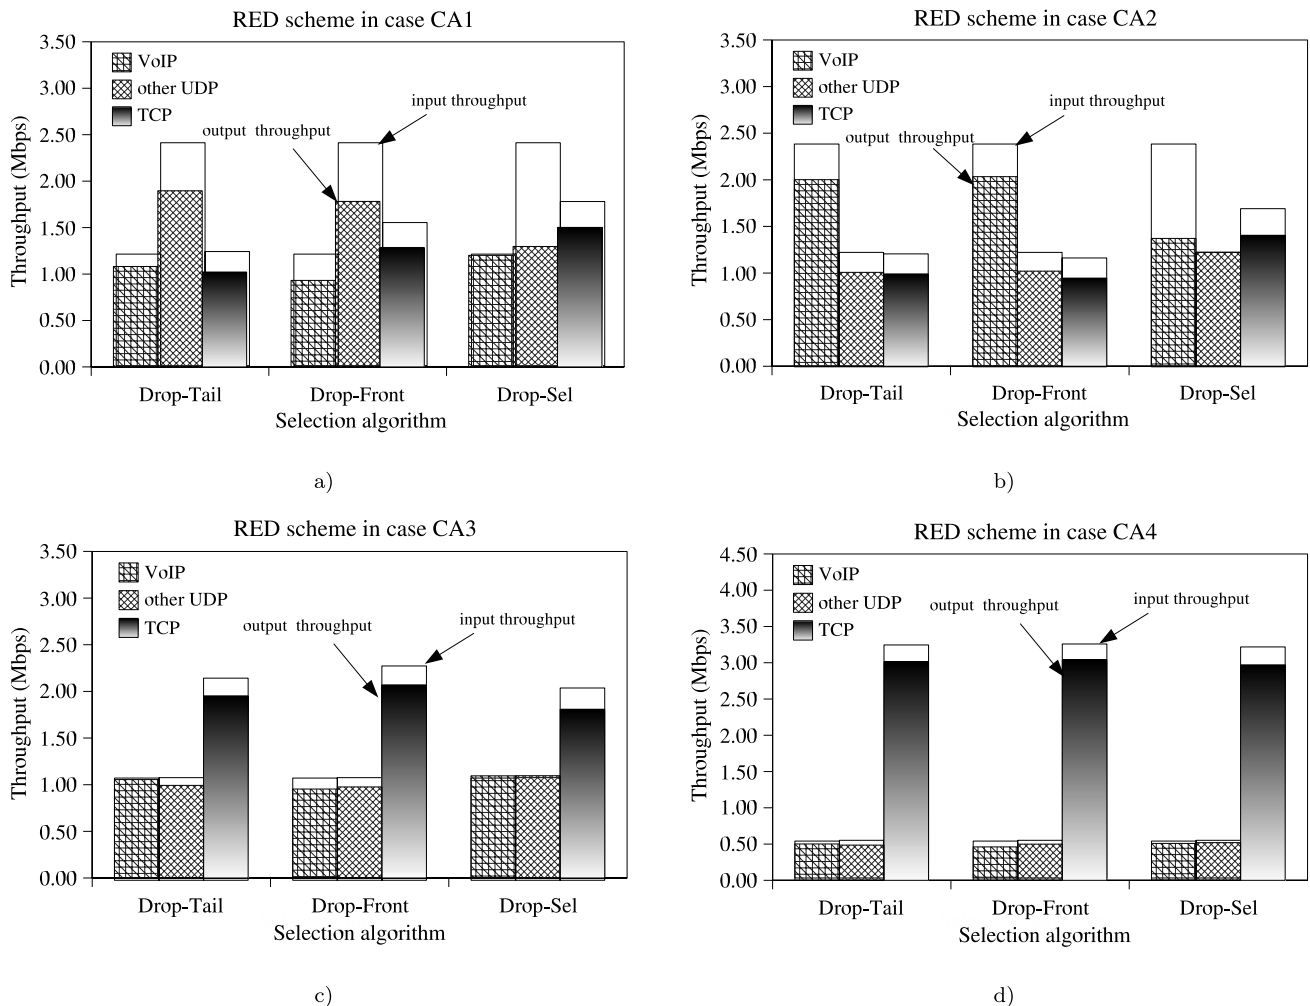 RED scheme in case CA1
3.50
3.00
2.50
2.00
1.50
1.00
0.50
0.00
Throughput (Mbps)
VoIP
other UDP
TCP
input throughput
output throughput
Drop-Tail Drop-Front Drop-Sel
Selection algorithm
a)
RED scheme in case CA2
3.50
3.00
2.50
2.00
1.50
1.00
0.50
0.00
Throughput (Mbps)
VoIP
other UDP
TCP
input throughput
output throughput
Drop-Tail Drop-Front Drop-Sel
Selection algorithm
b)
RED scheme in case CA3
3.50
3.00
2.50
2.00
1.50
1.00
0.50
0.00
Throughput (Mbps)
VoIP
other UDP
TCP
input throughput
output throughput
Drop-Tail Drop-Front Drop-Sel
Selection algorithm
c)
RED scheme in case CA4
4.50
4.00
3.50
3.00
2.50
2.00
1.50
1.00
0.50
0.00
Throughput (Mbps)
VoIP
other UDP
TCP
input throughput
output throughput
Drop-Tail Drop-Front Drop-Sel
Selection algorithm
d)